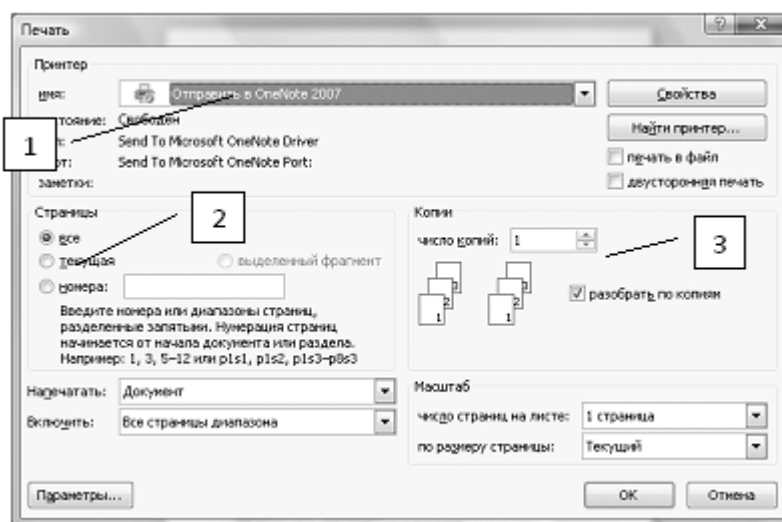 Печать
Принтер
имя: Отправить в OneNote 2007 Свойства
тояние: Свободен Найти принтер...
Send To Microsoft OneNote Driver
1
Send To Microsoft OneNote Port: печать в файл
заметки: двусторонняя печать
Страницы Копии
2
все число копий: 1
3
текущая выделенный фрагмент
номера: разобрать по копиям
Введите номера или диапазоны страниц,
разделенные запятыми. Нумерация страниц
начинается от начала документа или раздела.
Например: 1, 3, 5–12 или p1s1, p1s2, p1s3–p8s3
Напечатать: Документ Масштаб
Включить: Все страницы диапазона число страниц на листе: 1 страница
по размеру страницы: Текущий
Параметры... OK Отмена